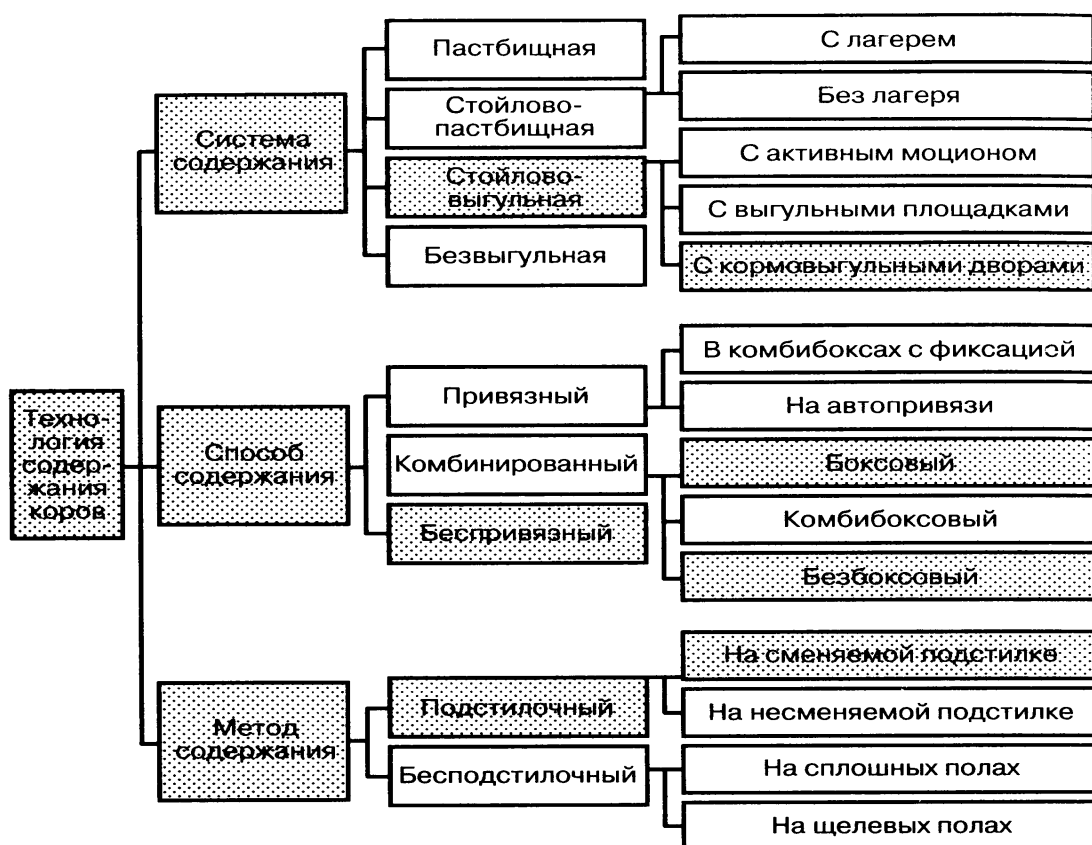 Техно-
логия
содер-
жания
коров
Система
содержания
Пастбищная
Стойлово-
пастбищная
С лагерем
Без лагеря
Стойлово-
выгульная
С активным моционом
С выгульными площадками
С кормовыгульными дворами
Безвыгульная
Способ
содержания
Привязный
В комбибоксах с фиксацией
На автопривязи
Комбинированный
Боксовый
Комбибоксовый
Безбоксовый
Беспривязный
Метод
содержания
Подстилочный
На сменяемой подстилке
На несменяемой подстилке
Бесподстилочный
На сплошных полах
На щелевых полах